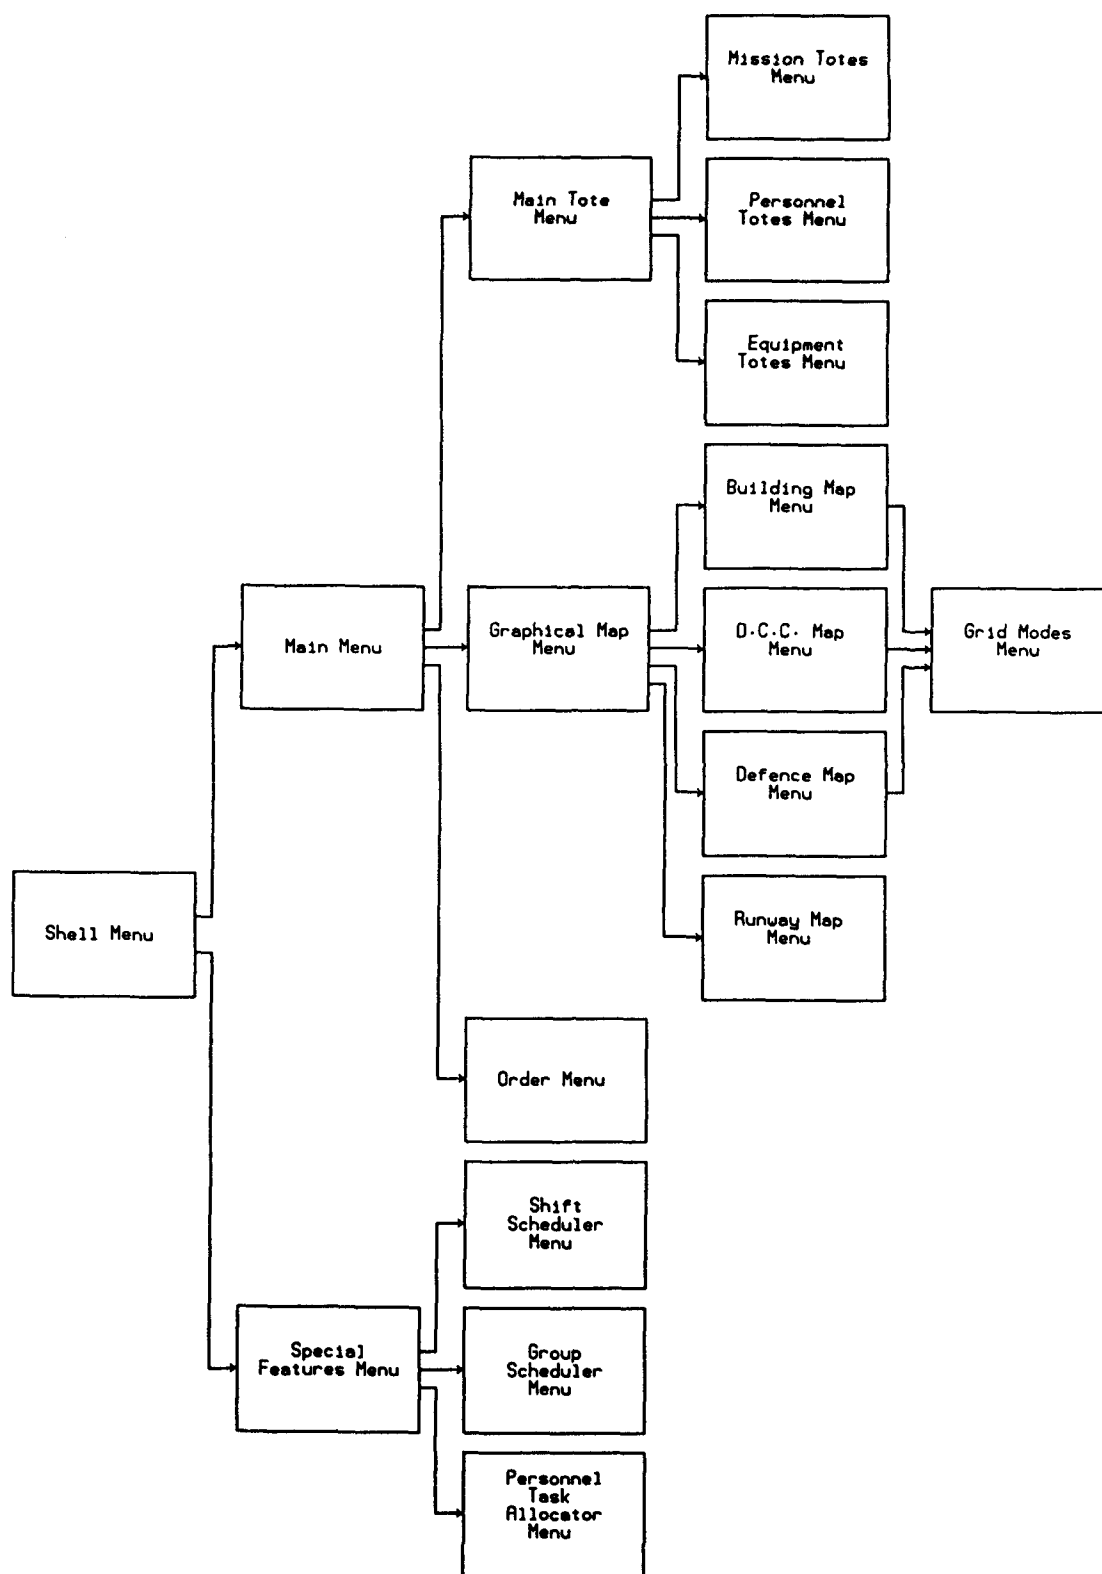 Mission Totes
Menu
Main Tote
Menu
Personnel
Totes Menu
Equipment
Totes Menu
Building Map
Menu
Main Menu
Graphical Map
Menu
D.C.C. Map
Menu
Grid Modes
Menu
Defence Map
Menu
Shell Menu
Runway Map
Menu
Order Menu
Shift
Scheduler
Menu
Special
Features Menu
Group
Scheduler
Menu
Personnel
Task
Allocator
Menu